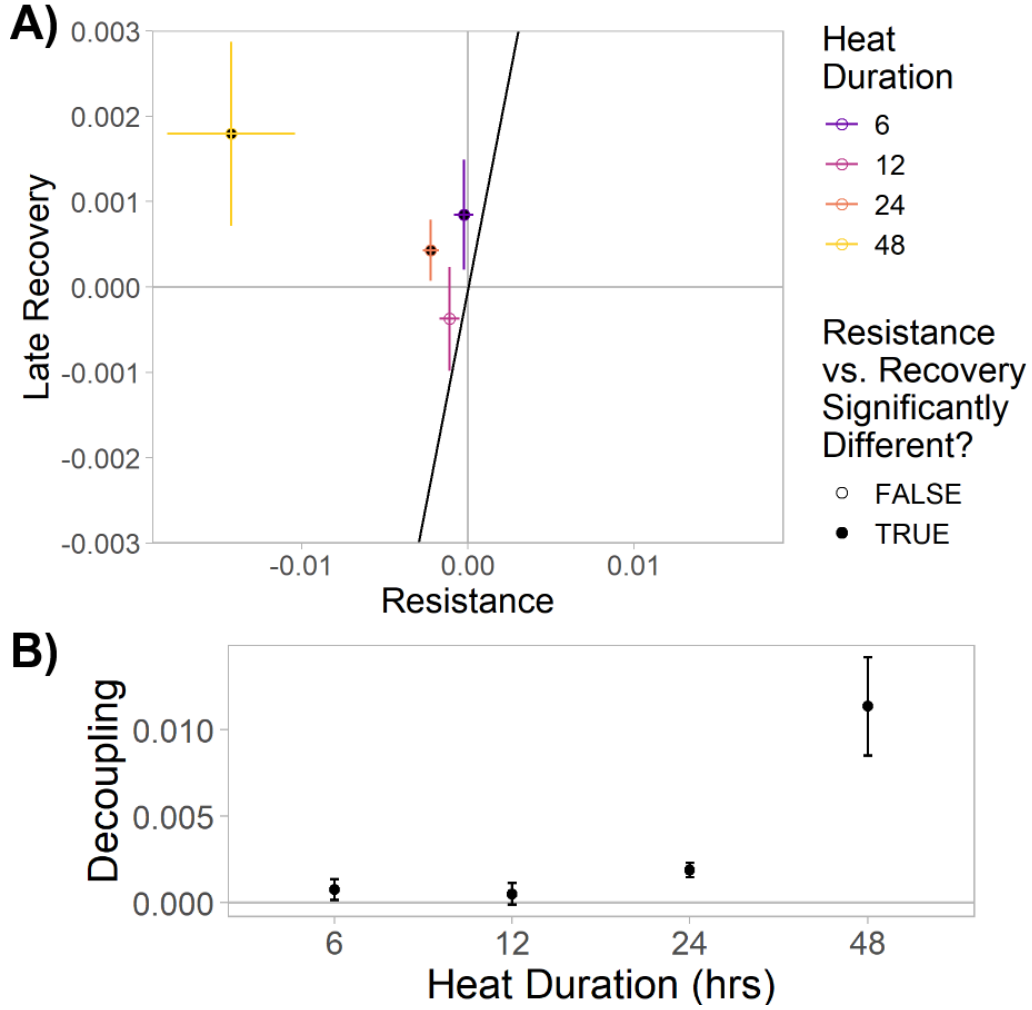 A)
0.003
0.002
0.001
0.000
-0.001
-0.002
-0.003
Late Recovery
-0.01
0.00
0.01
Resistance
Heat
Duration
6
12
24
48
Resistance
vs. Recovery
Significantly
Different?
FALSE
TRUE
B)
Decoupling
0.010
0.005
0.000
6
12
24
48
Heat Duration (hrs)